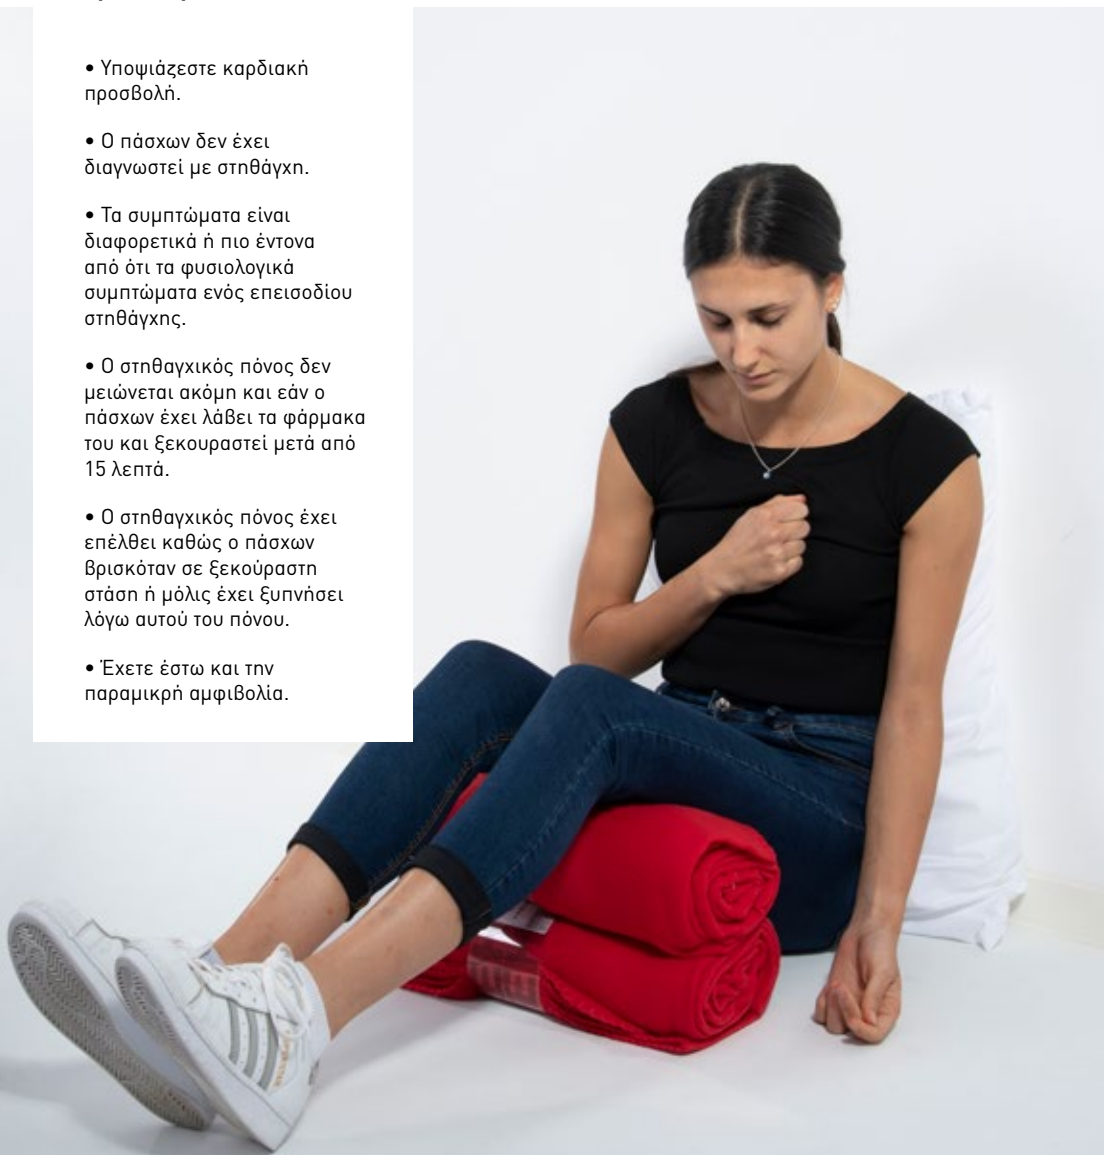 • Υποψιάζεστε καρδιακή
προσβολή.
• Ο πάσχων δεν έχει
διαγνωστεί με στηθάγχη.
• Τα συμπτώματα είναι
διαφορετικά ή πιο έντονα
από ότι τα φυσιολογικά
συμπτώματα ενός επεισοδίου
στηθάγχης.
• Ο στηθαγχικός πόνος δεν
μειώνεται ακόμη και εάν ο
πάσχων έχει λάβει τα φάρμακα
του και ξεκουραστεί μετά από
15 λεπτά.
• Ο στηθαγχικός πόνος έχει
επέλθει καθώς ο πάσχων
βρισκόταν σε ξεκούραστη
στάση ή μόλις έχει ξυπνήσει
λόγω αυτού του πόνου.
• Έχετε έστω και την
παραμικρή αμφιβολία.